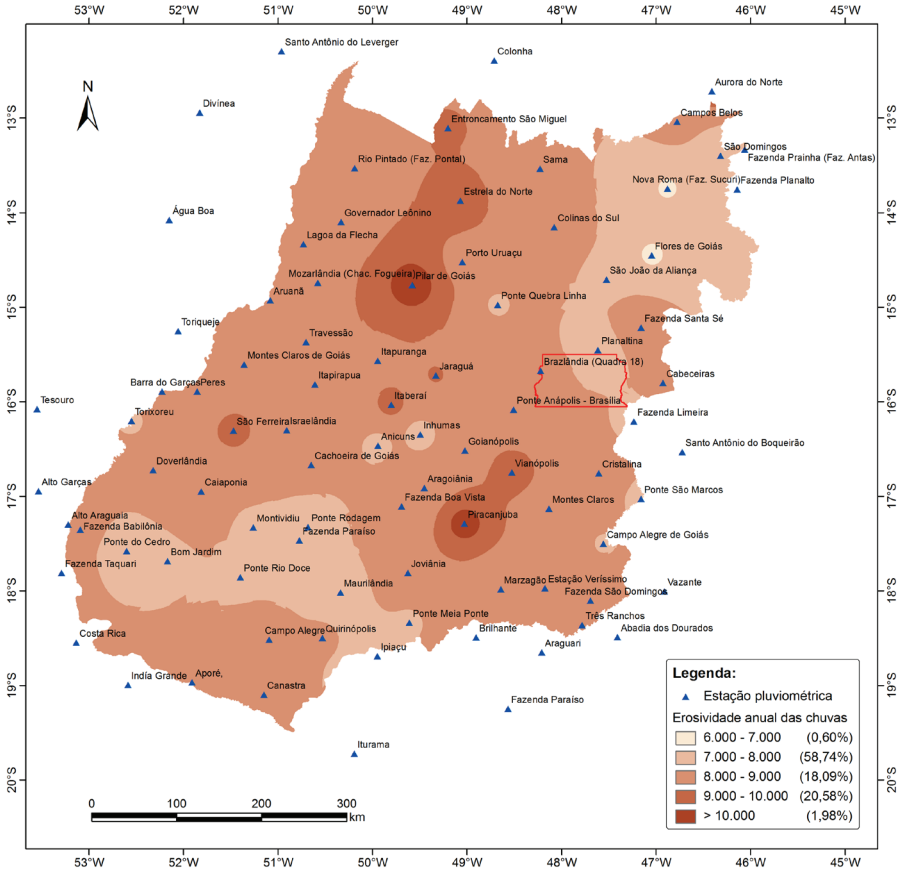 53°W 52°W 51°W 50°W 49°W 48°W 47°W 46°W 45°W
Santo Antônio do Leverger
Colonha
N
Aurora do Norte
Divinea
Campos Belos
13°S
13°S
Entroncamento São Miguel
São Domingos
Fazenda Prainha (Faz. Antas)
Rio Pintado (Faz. Pontal)
Sama
Nova Roma (Faz. Sucuri)
Fazenda Planalto
Estrela do Norte
Água Boa
Governador Leônino
Colinas do Sul
14°S
14°S
Lagoa da Flecha
Flores de Goiás
Porto Uruaçu
São João da Aliança
Mozarlândia (Chac. Fogueira)
Pilar de Goiás
Aruanã
Ponte Quebra Linha
15°S
15°S
Toriqueje
Fazenda Santa Sé
Travessão
Planaltina
Montes Claros de Goiás
Itapuranga
Brazlândia (Quadra 18)
Jaraguá
Cabeceiras
Barra do Garças
Peres
Itapirapua
Itaberaí
Tesouro
Ponte Anápolis - Brasília
16°S
16°S
Torixoreu
Fazenda Limeira
São Ferreira
Israelândia
Inhumas
Anicuns
Goianópolis
Santo Antônio do Boqueirão
Doverlândia
Cachoeira de Goiás
Vianópolis
Cristalina
Alto Garças
Caiaponia
Aragoiânia
Ponte São Marcos
17°S
17°S
Fazenda Boa Vista
Montes Claros
Alto Araguaia
Fazenda Babilônia
Montividiu
Ponte Rodagem
Piracanjuba
Fazenda Paraíso
Campo Alegre de Goiás
Ponte do Cedro
Bom Jardim
Fazenda Taquari
Ponte Rio Doce
Joviânia
Maurilândia
Marzagão
Estação Veríssimo
Vazante
18°S
18°S
Fazenda São Domingos
Ponte Meia Ponte
Três Ranchos
Costa Rica
Campo Alegre
Quirinópolis
Brilhante
Abadia dos Dourados
Ipiaçu
Araguari
Indía Grande
Aporé,
Canastra
19°S
19°S
Fazenda Paraíso
Iturama
20°S
20°S
Legenda:
Estação pluviométrica
Erosividade anual das chuvas
6.000 - 7.000 (0,60%)
7.000 - 8.000 (58,74%)
8.000 - 9.000 (18,09%)
9.000 - 10.000 (20,58%)
> 10.000 (1,98%)
0 100 200 300
km
53°W 52°W 51°W 50°W 49°W 48°W 47°W 46°W 45°W